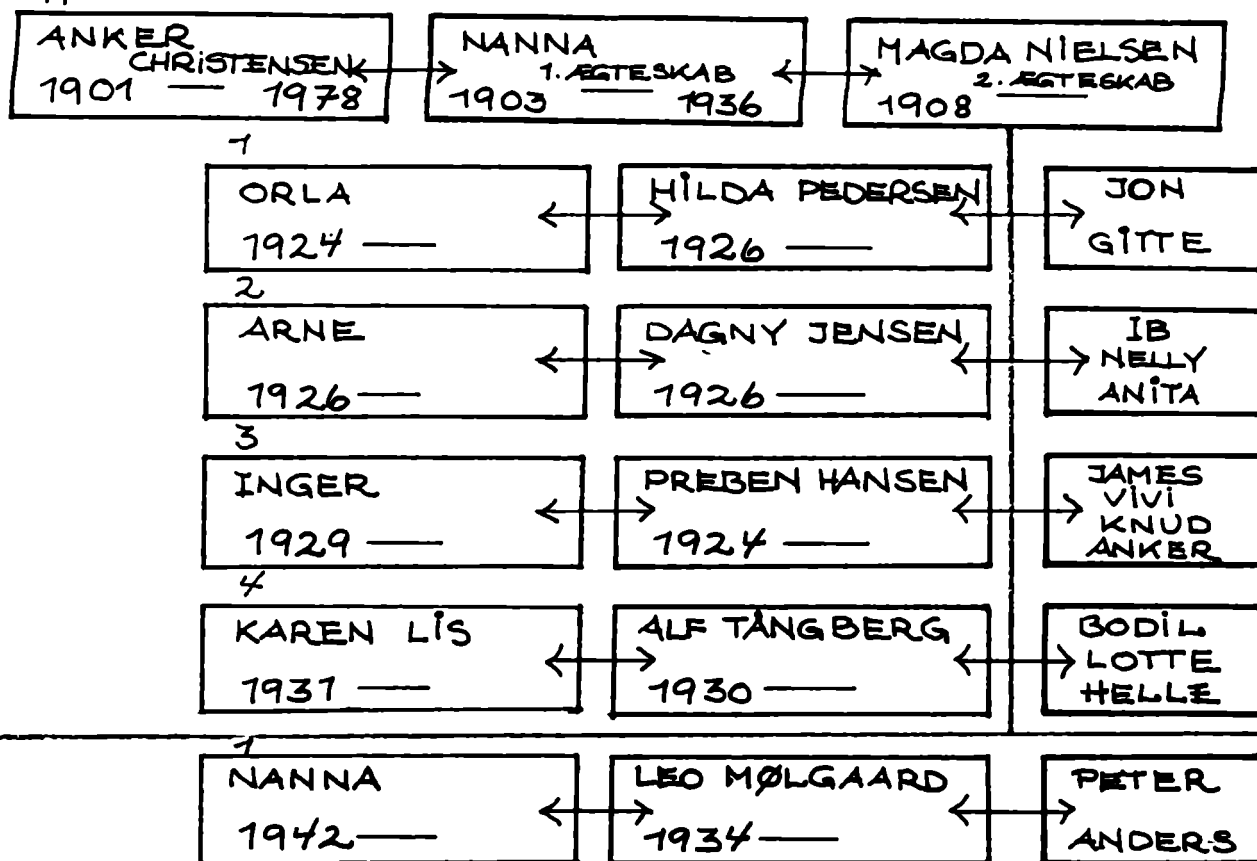 ANKER
CHRISTENSEN
1901 — 1978
NANNA
1. ÆGTESKAB
1903 — 1936
MAGDA NIELSEN
2. ÆGTESKAB
1908 —
1
ORLA
1924 —
HILDA PEDERSEN
1926 —
JON
GITTE
2
ARNE
1926 —
DAGNY JENSEN
1926 —
IB
NELLY
ANITA
3
INGER
1929 —
PREBEN HANSEN
1924 —
JAMES
VIVI
KNUD
ANKER
4
KAREN LIS
1931 —
ALF TÅNGBERG
1930 —
BODIL
LOTTE
HELLE
1
NANNA
1942 —
LEO MØLGAARD
1934 —
PETER
ANDERS